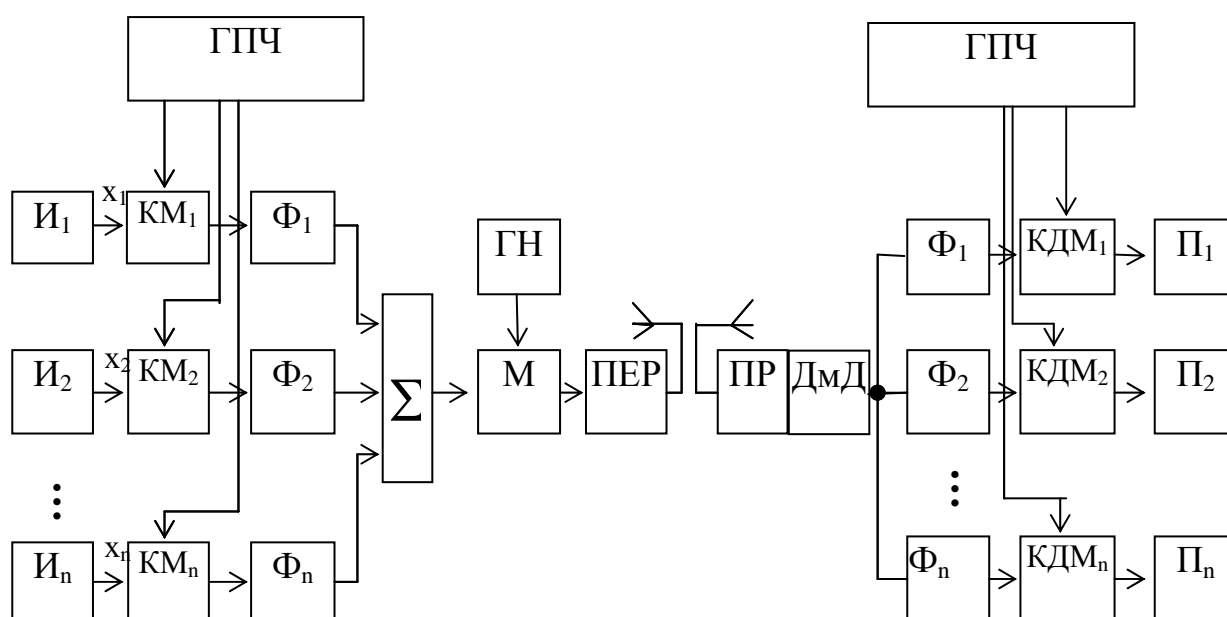 ГПЧ ГПЧ
И₁ x₁ КМ₁ Ф₁ ГН Ф₁ КДМ₁ П₁
И₂ x₂ КМ₂ Ф₂ Σ М ПЕР ПР ДмД Ф₂ КДМ₂ П₂
⋮ ⋮
Иₙ xₙ КМₙ Фₙ Фₙ КДМₙ Пₙ